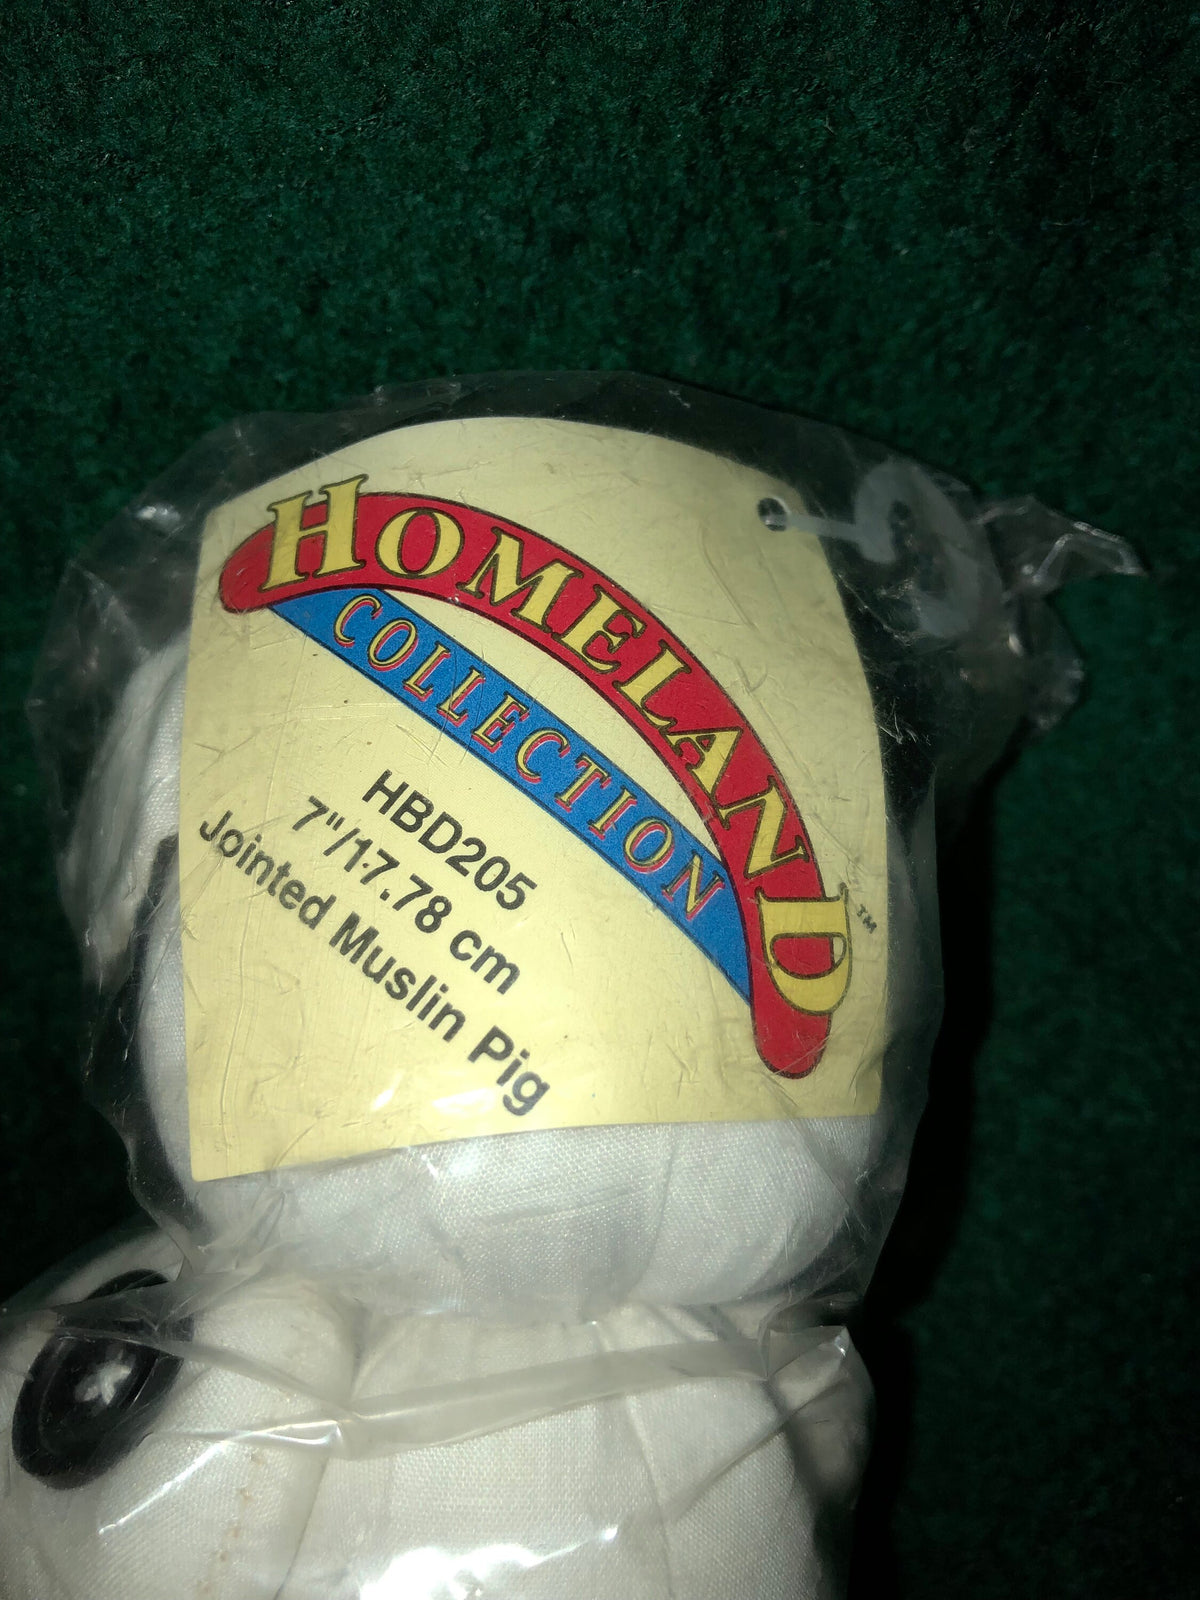 HOMELAND
COLLECTION
™
HBD205
7"/17.78 cm
Jointed Muslin Pig